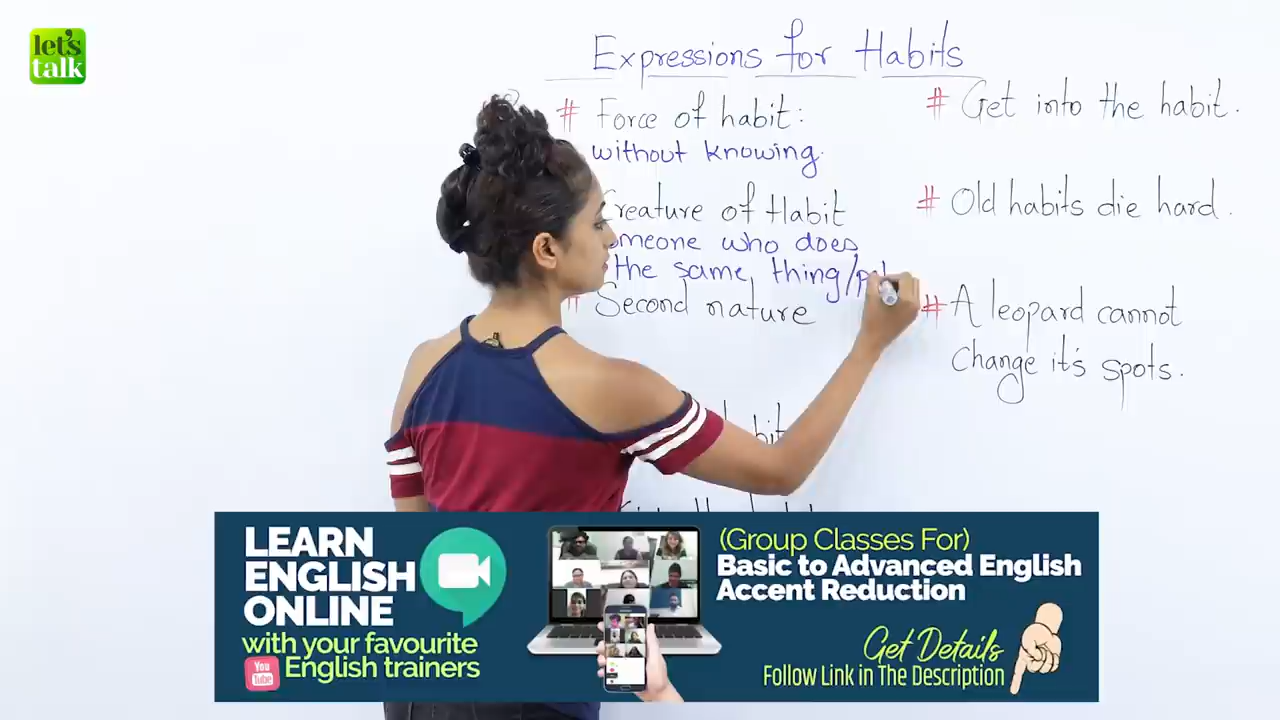 let's
talk
Expressions for Habits
# Force of habit:
without knowing.
Creature of Habit
someone who does
the same thing/
# Second nature
# Get into the habit.
# Old habits die hard.
# A leopard cannot
change it's spots.
LEARN
ENGLISH
ONLINE
with your favourite
You
Tube
English trainers
(Group Classes For)
Basic to Advanced English
Accent Reduction
Get Details
Follow Link in The Description